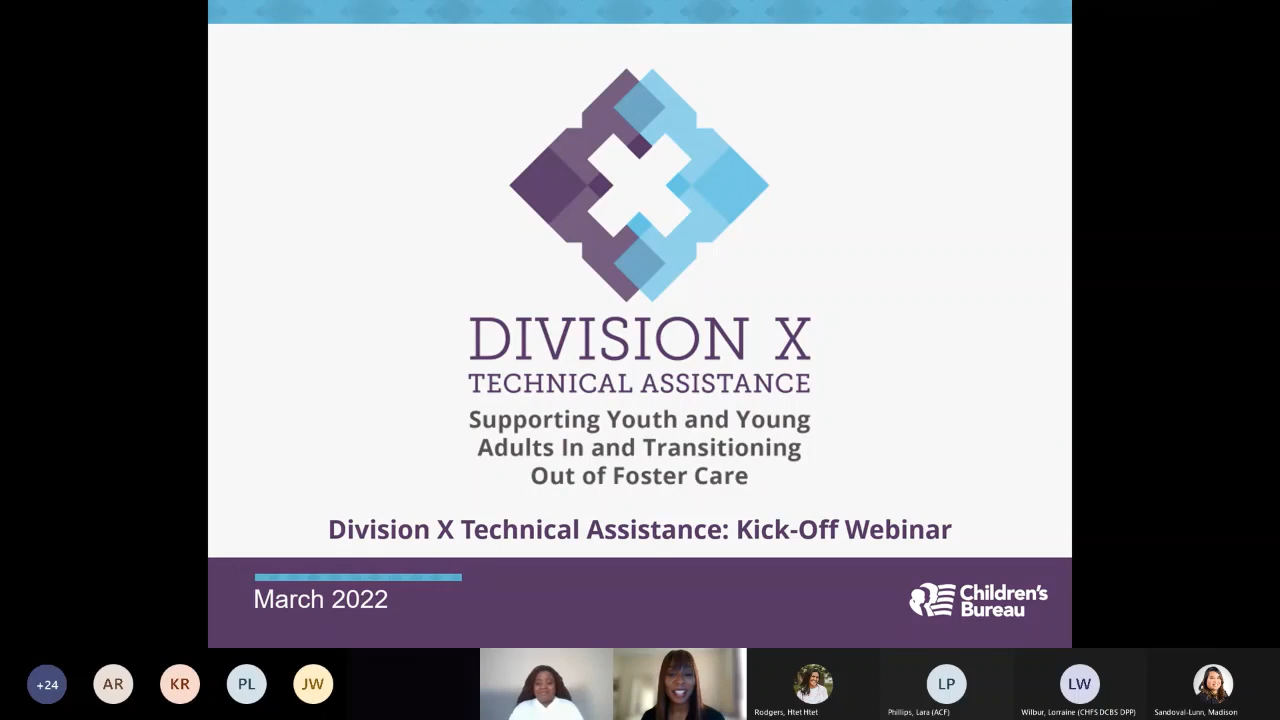 DIVISION X
TECHNICAL ASSISTANCE
Supporting Youth and Young
Adults In and Transitioning
Out of Foster Care
Division X Technical Assistance: Kick-Off Webinar
March 2022
Children's
Bureau
+24
AR
KR
PL
JW
Rodgers, Htet Htet
LP
Phillips, Lara (ACF)
LW
Wilbur, Lorraine (CHFS DCBS DPP)
Sandoval-Lunn, Madison